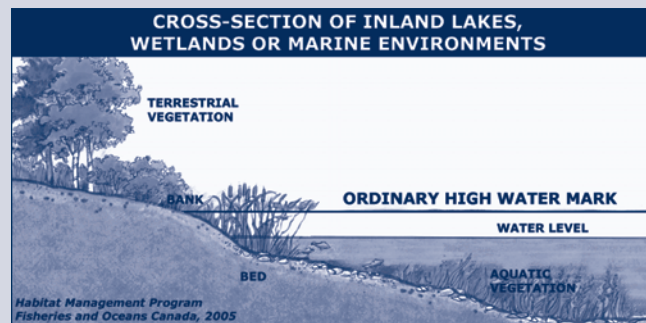 CROSS-SECTION OF INLAND LAKES,
WETLANDS OR MARINE ENVIRONMENTS
TERRESTRIAL
VEGETATION
BANK
ORDINARY HIGH WATER MARK
WATER LEVEL
BED
AQUATIC
VEGETATION
Habitat Management Program
Fisheries and Oceans Canada, 2005